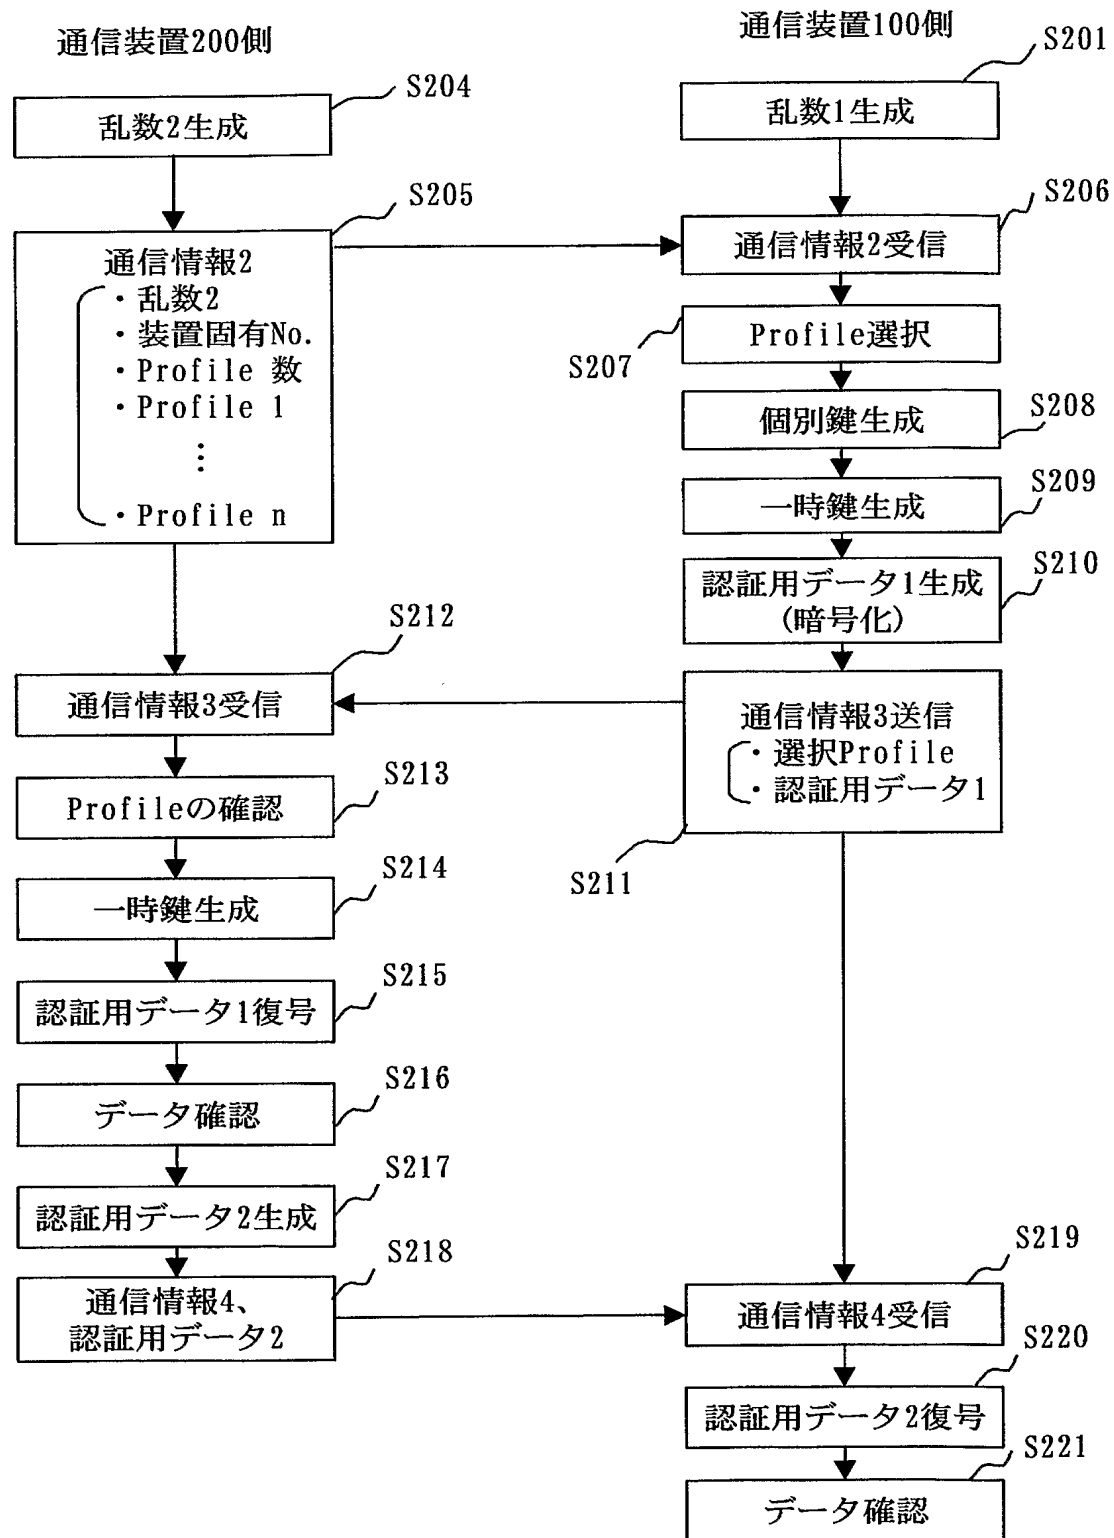 通信装置200側
通信装置100側
S201
S204
乱数2生成
乱数1生成
S205
S206
通信情報2
・乱数2
・装置固有No.
・Profile 数
・Profile 1
⋮
・Profile n
通信情報2受信
Profile選択
S207
S208
個別鍵生成
S209
一時鍵生成
S210
認証用データ1生成
(暗号化)
S212
通信情報3受信
通信情報3送信
・選択Profile
・認証用データ1
S211
S213
Profileの確認
S214
一時鍵生成
S215
認証用データ1復号
S216
データ確認
S217
認証用データ2生成
S218
通信情報4、
認証用データ2
S219
通信情報4受信
S220
認証用データ2復号
S221
データ確認